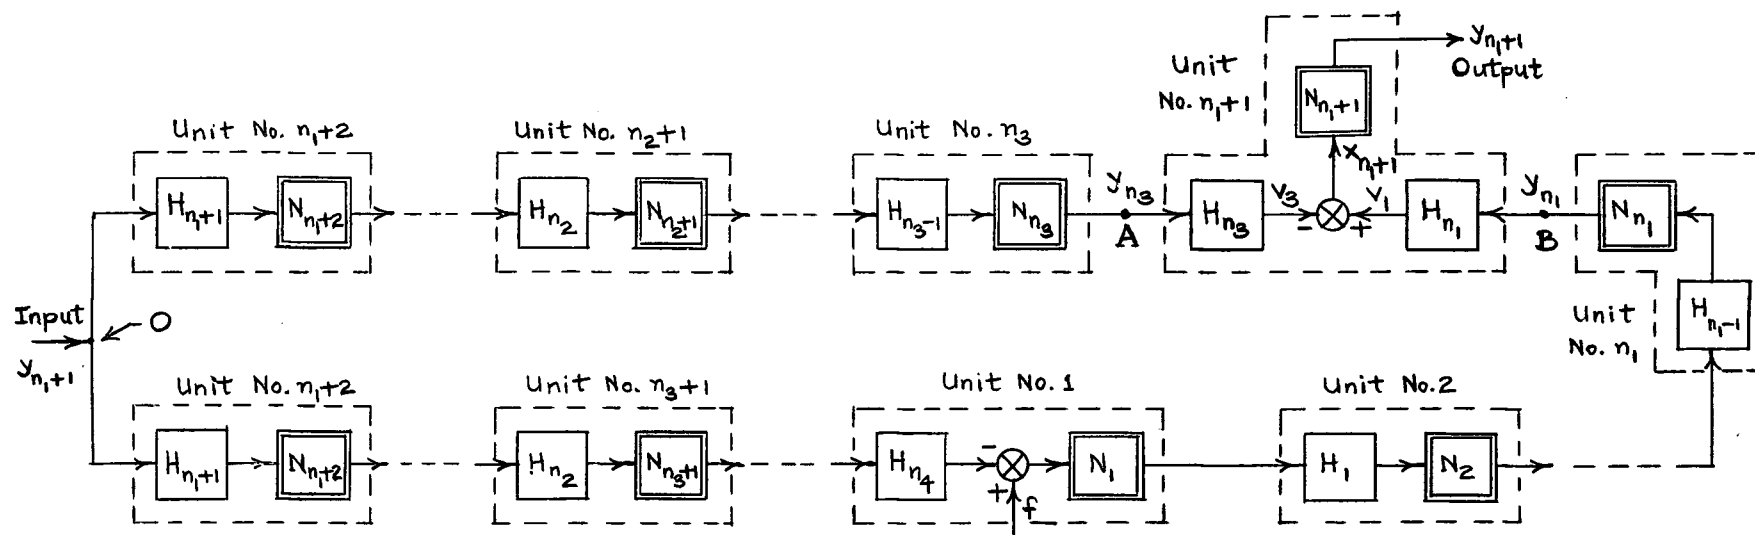 Unit No. n₁+2
H_{n₁+1}
N_{n₁+2}
Unit No. n₂+1
H_{n₂}
N_{n₂+1}
Unit No. n₃
H_{n₃-1}
N_{n₃}
y_{n₃}
A
Unit
No. n₁+1
N_{n₁+1}
y_{n₁+1}
Output
x_{n₁+1}
H_{n₃}
v₃
-
+
v₁
H_{n₁}
y_{n₁}
B
N_{n₁}
H_{n₁-1}
Unit
No. n₁
Input
y_{n₁+1}
O
Unit No. n₁+2
H_{n₁+1}
N_{n₁+2}
Unit No. n₃+1
H_{n₂}
N_{n₃+1}
Unit No. 1
H_{n₄}
-
+
f
N₁
Unit No. 2
H₁
N₂